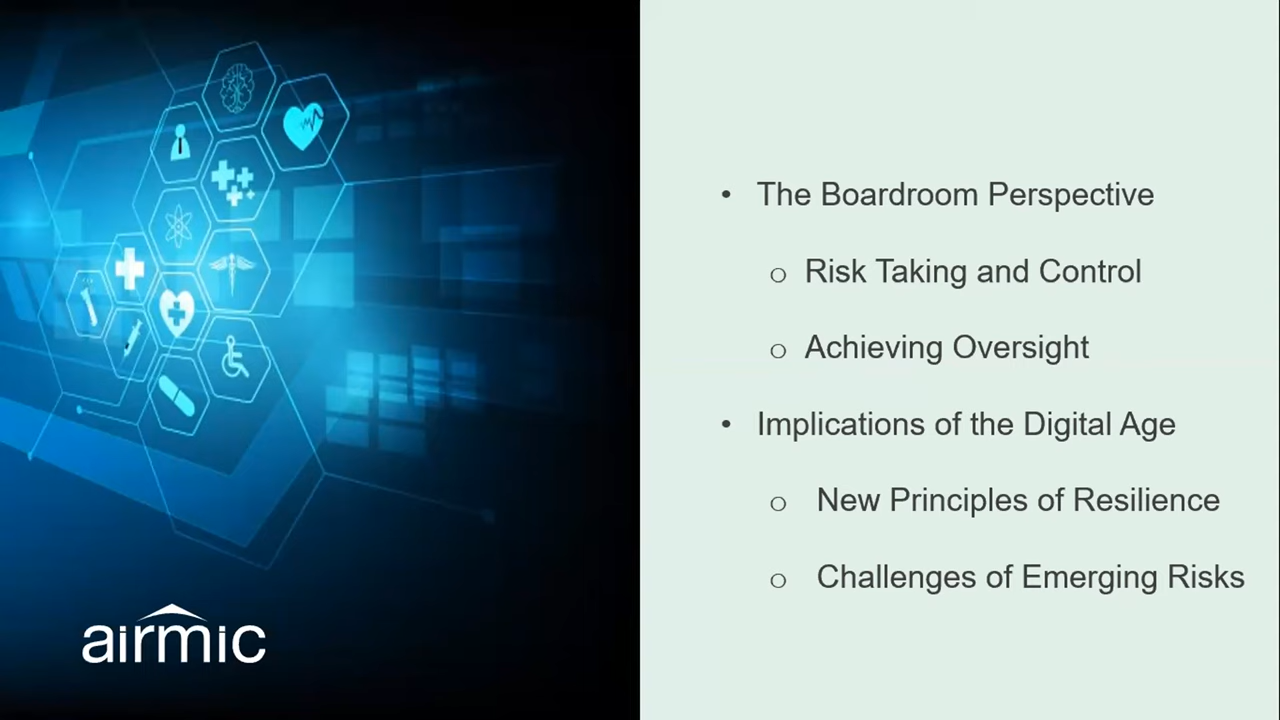 • The Boardroom Perspective
o Risk Taking and Control
o Achieving Oversight
• Implications of the Digital Age
o New Principles of Resilience
o Challenges of Emerging Risks
airmic